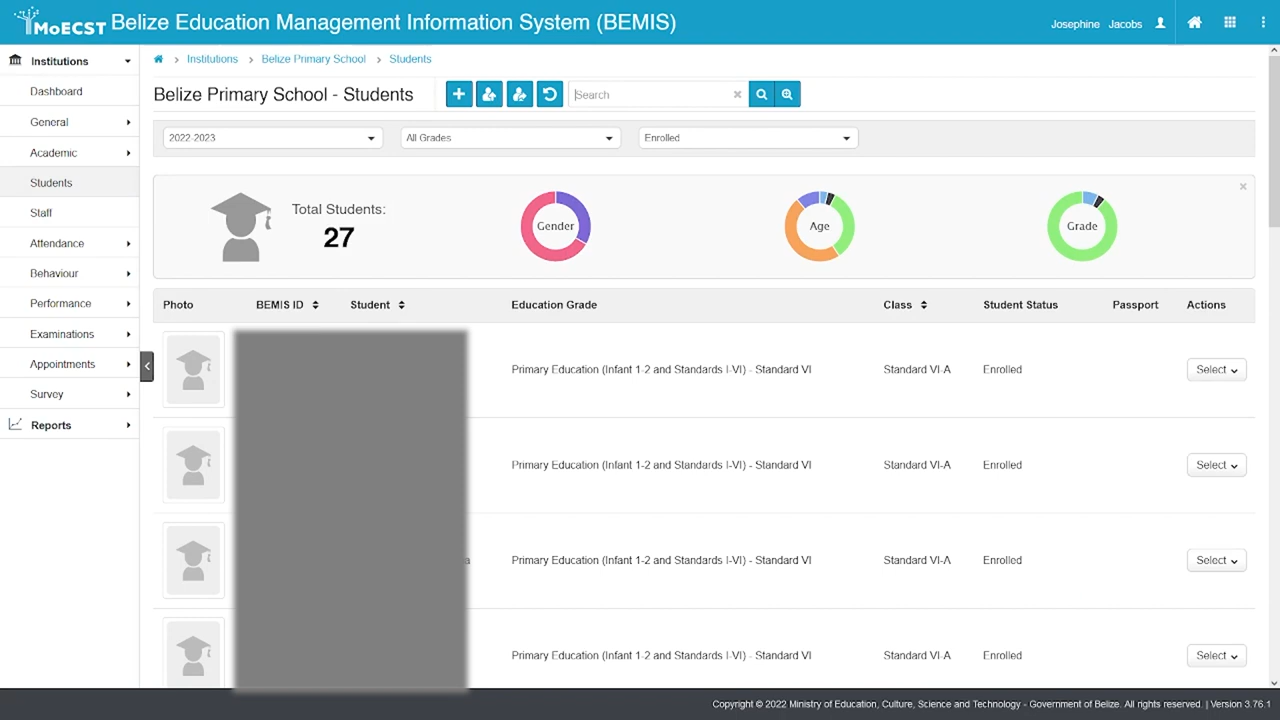 MoECST Belize Education Management Information System (BEMIS)
Josephine Jacobs
Institutions
Dashboard
General
Academic
Students
Staff
Attendance
Behaviour
Performance
Examinations
Appointments
Survey
Reports
Institutions > Belize Primary School > Students
Belize Primary School - Students
Search
2022-2023
All Grades
Enrolled
Total Students:
27
Gender
Age
Grade
Photo BEMIS ID Student Education Grade Class Student Status Passport Actions
Primary Education (Infant 1-2 and Standards I-VI) - Standard VI Standard VI-A Enrolled Select
Primary Education (Infant 1-2 and Standards I-VI) - Standard VI Standard VI-A Enrolled Select
a Primary Education (Infant 1-2 and Standards I-VI) - Standard VI Standard VI-A Enrolled Select
Primary Education (Infant 1-2 and Standards I-VI) - Standard VI Standard VI-A Enrolled Select
Copyright © 2022 Ministry of Education, Culture, Science and Technology - Government of Belize. All rights reserved. | Version 3.76.1